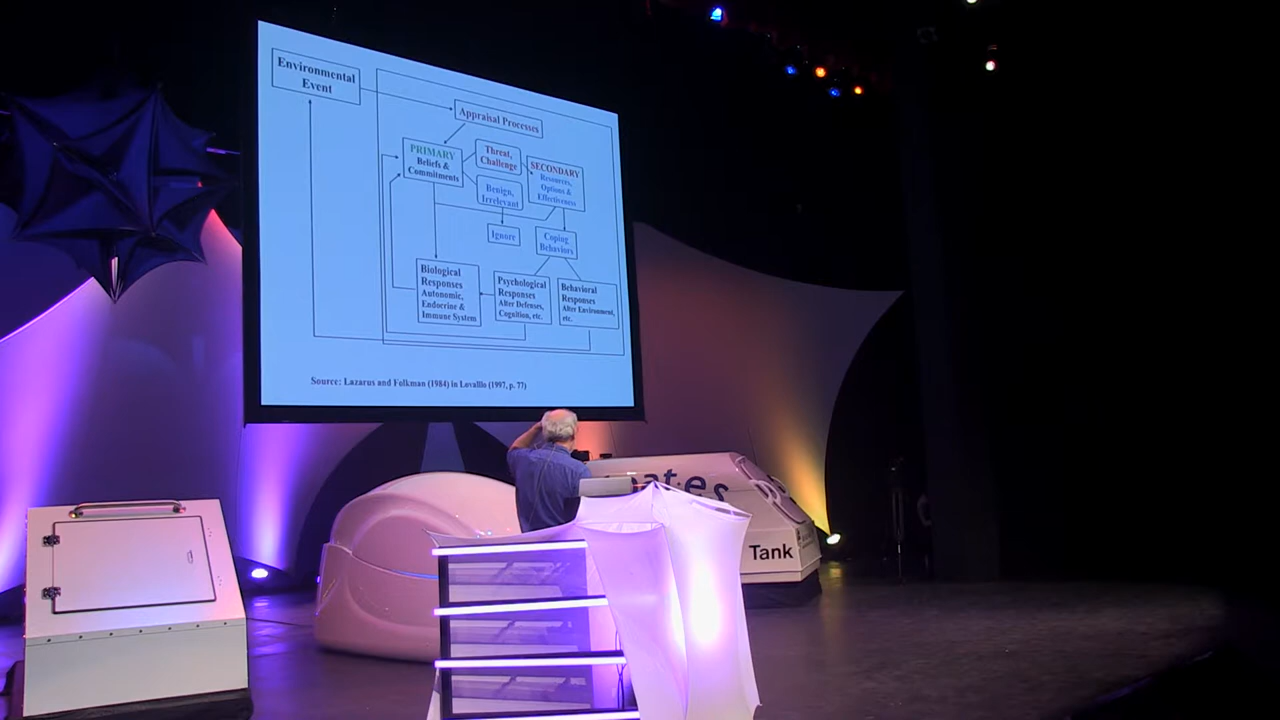 Environmental
Event
Appraisal Processes
PRIMARY
Beliefs &
Commitments
Threat,
Challenge
SECONDARY
Resources,
Options &
Effectiveness
Benign,
Irrelevant
Ignore
Coping
Behaviors
Biological
Responses
Autonomic,
Endocrine &
Immune System
Psychological
Responses
Alter Defenses,
Cognition, etc.
Behavioral
Responses
Alter Environment,
etc.
Source: Lazarus and Folkman (1984) in Lovallo (1997, p. 77)
Tank